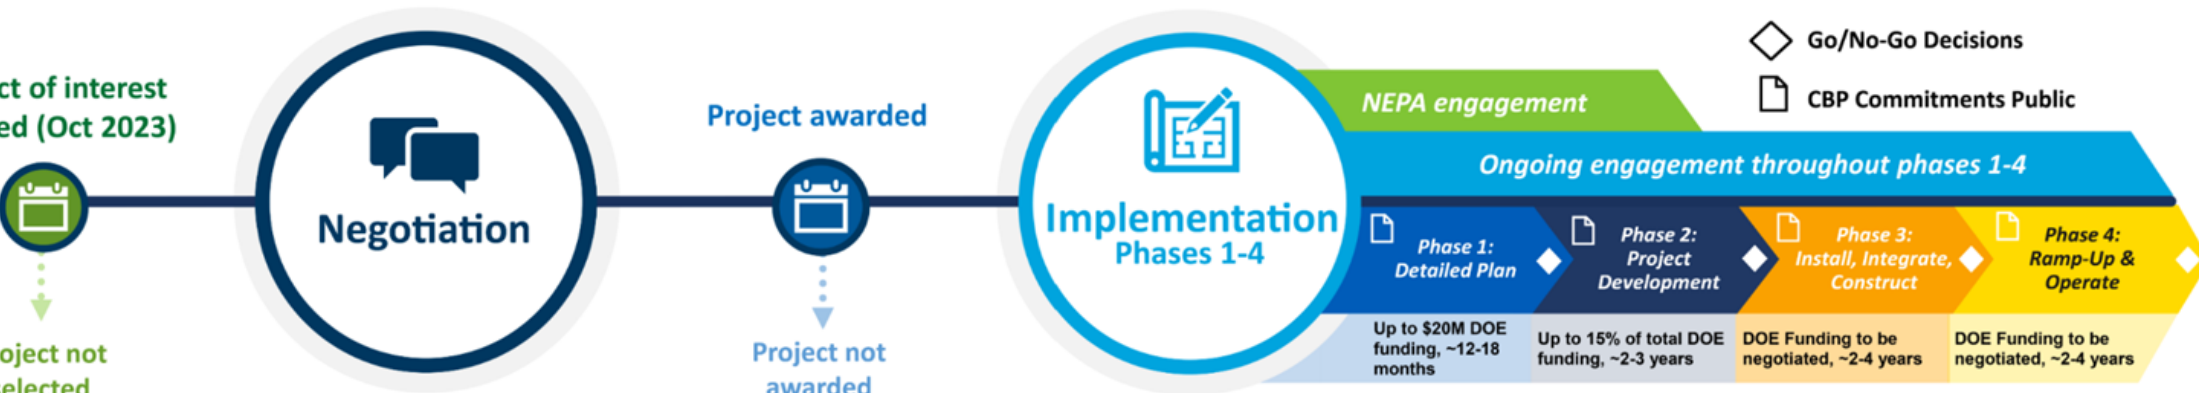 ct of interest
ed (Oct 2023)
oject not
elected
Negotiation
Project awarded
Project not
awarded
Implementation
Phases 1-4
NEPA engagement
Go/No-Go Decisions
CBP Commitments Public
Ongoing engagement throughout phases 1-4
Phase 1:
Detailed Plan
Phase 2:
Project
Development
Phase 3:
Install, Integrate,
Construct
Phase 4:
Ramp-Up &
Operate
Up to $20M DOE
funding, ~12-18
months
Up to 15% of total DOE
funding, ~2-3 years
DOE Funding to be
negotiated, ~2-4 years
DOE Funding to be
negotiated, ~2-4 years